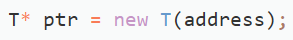 T* ptr = new T(address);